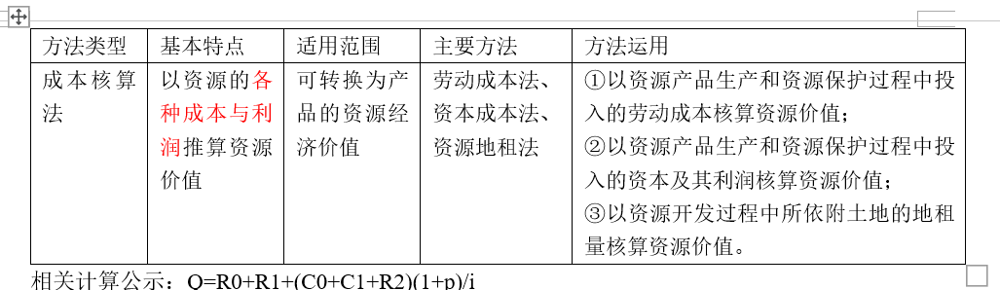 方法类型 基本特点 适用范围 主要方法 方法运用
成本核算法
以资源的各种成本与利润推算资源价值
可转换为产品的资源经济价值
劳动成本法、资本成本法、资源地租法
①以资源产品生产和资源保护过程中投入的劳动成本核算资源价值；
②以资源产品生产和资源保护过程中投入的资本及其利润核算资源价值；
③以资源开发过程中所依附土地的地租量核算资源价值。
相关计算公示：Q=R0+R1+(C0+C1+R2)(1+p)/i